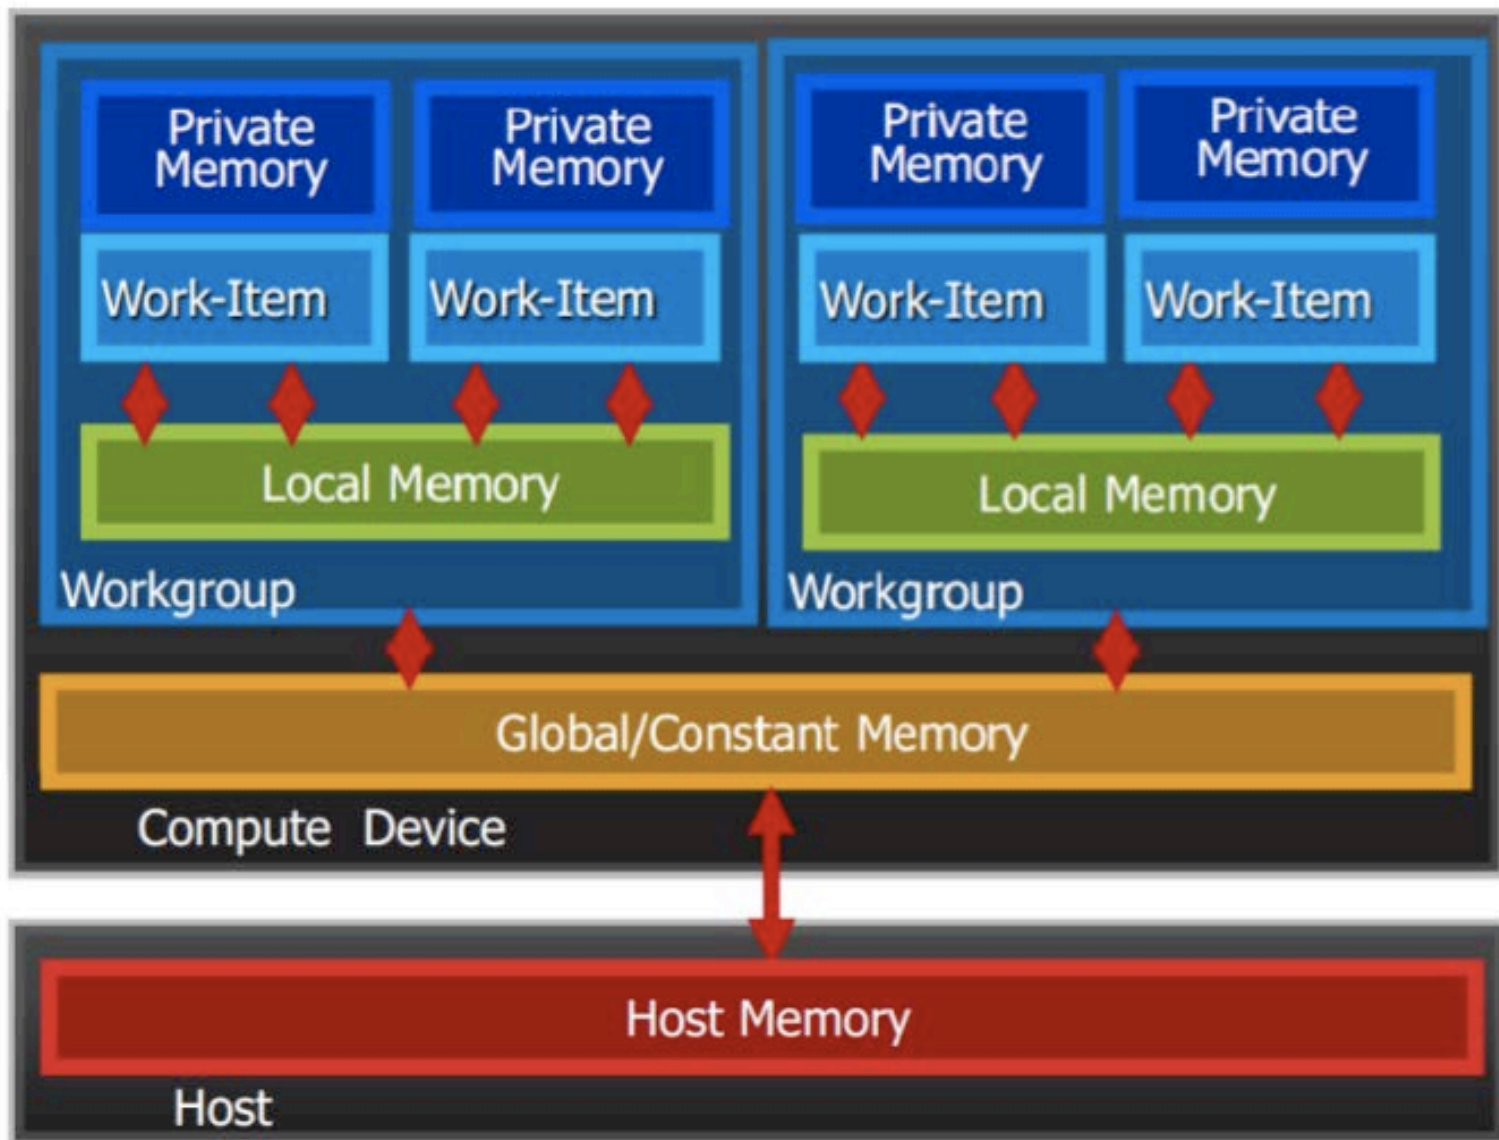 Private
Memory
Private
Memory
Private
Memory
Private
Memory
Work-Item
Work-Item
Work-Item
Work-Item
Local Memory
Local Memory
Workgroup
Workgroup
Global/Constant Memory
Compute Device
Host Memory
Host